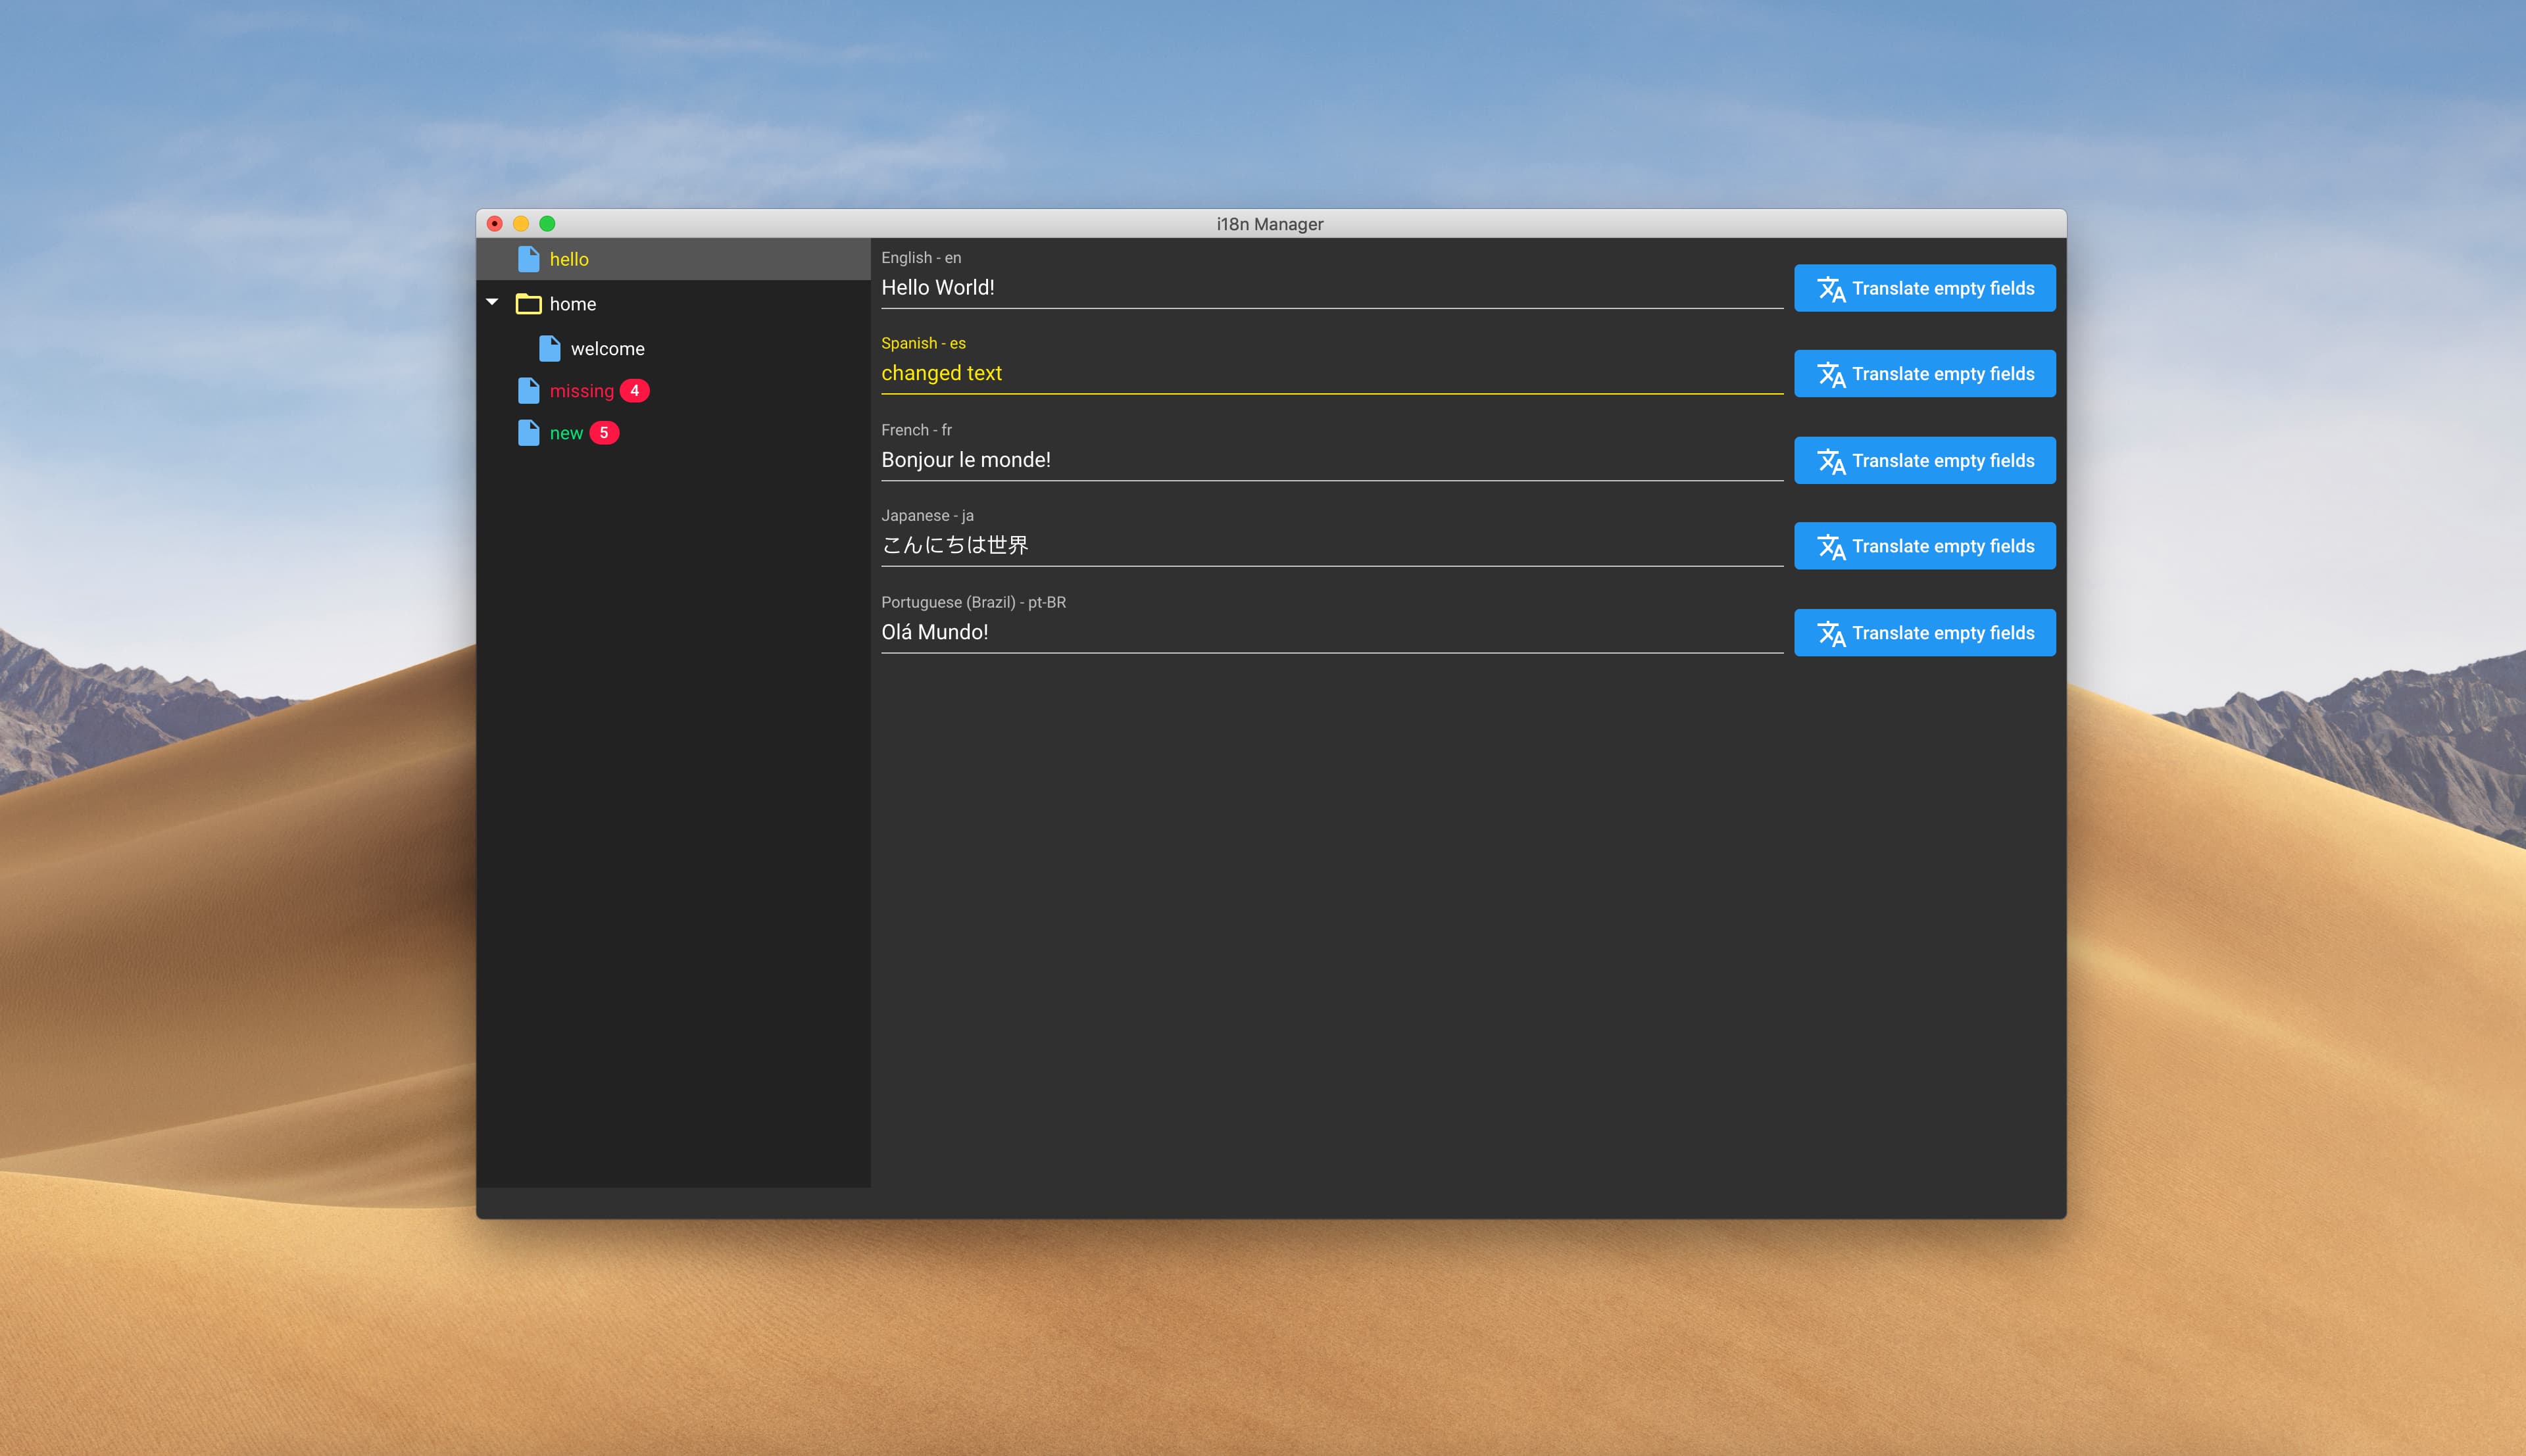 i18n Manager
hello
home
welcome
missing 4
new 5
English - en
Hello World!
Translate empty fields
Spanish - es
changed text
Translate empty fields
French - fr
Bonjour le monde!
Translate empty fields
Japanese - ja
こんにちは世界
Translate empty fields
Portuguese (Brazil) - pt-BR
Olá Mundo!
Translate empty fields